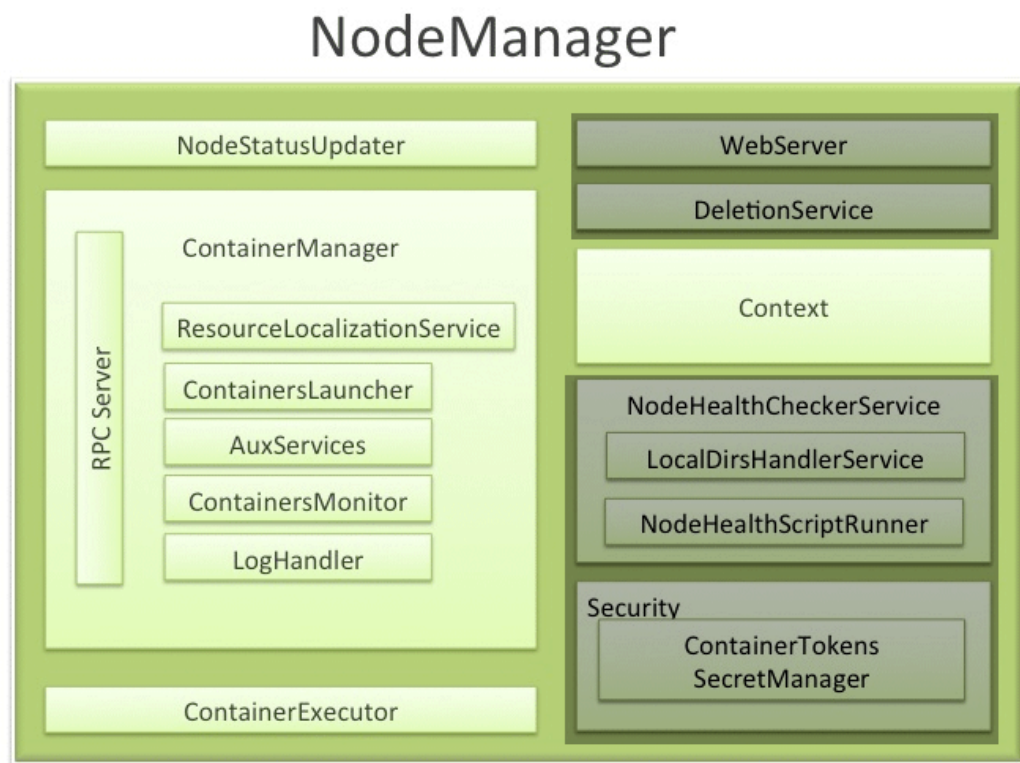 NodeManager
NodeStatusUpdater
ContainerManager
RPC Server
ResourceLocalizationService
ContainersLauncher
AuxServices
ContainersMonitor
LogHandler
ContainerExecutor
WebServer
DeletionService
Context
NodeHealthCheckerService
LocalDirsHandlerService
NodeHealthScriptRunner
Security
ContainerTokens
SecretManager